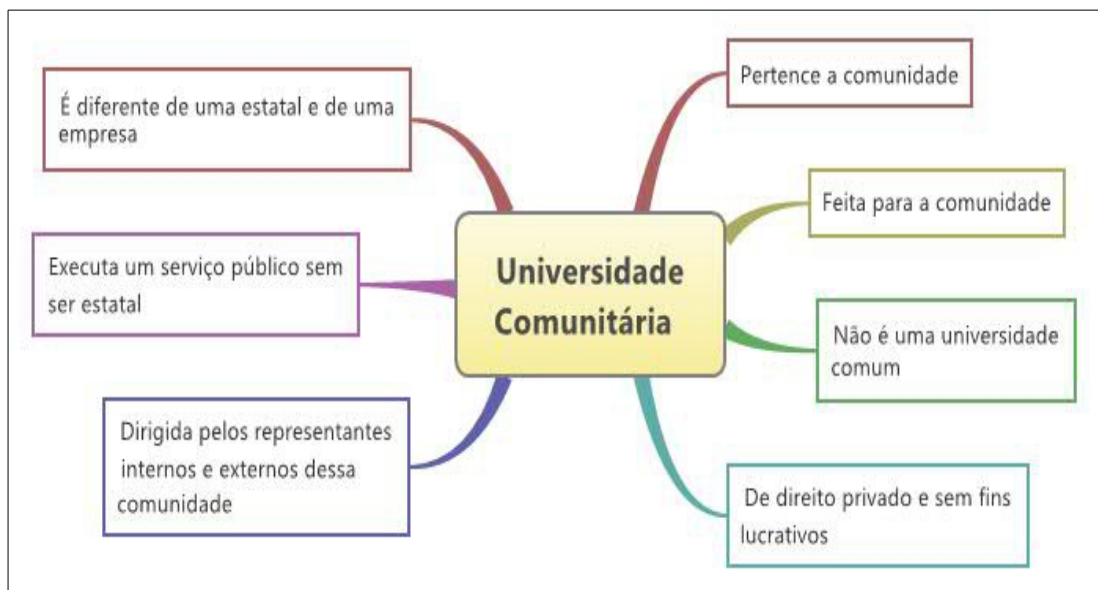 É diferente de uma estatal e de uma
empresa
Executa um serviço público sem
ser estatal
Dirigida pelos representantes
internos e externos dessa
comunidade
Universidade
Comunitária
Pertence a comunidade
Feita para a comunidade
Não é uma universidade
comum
De direito privado e sem fins
lucrativos